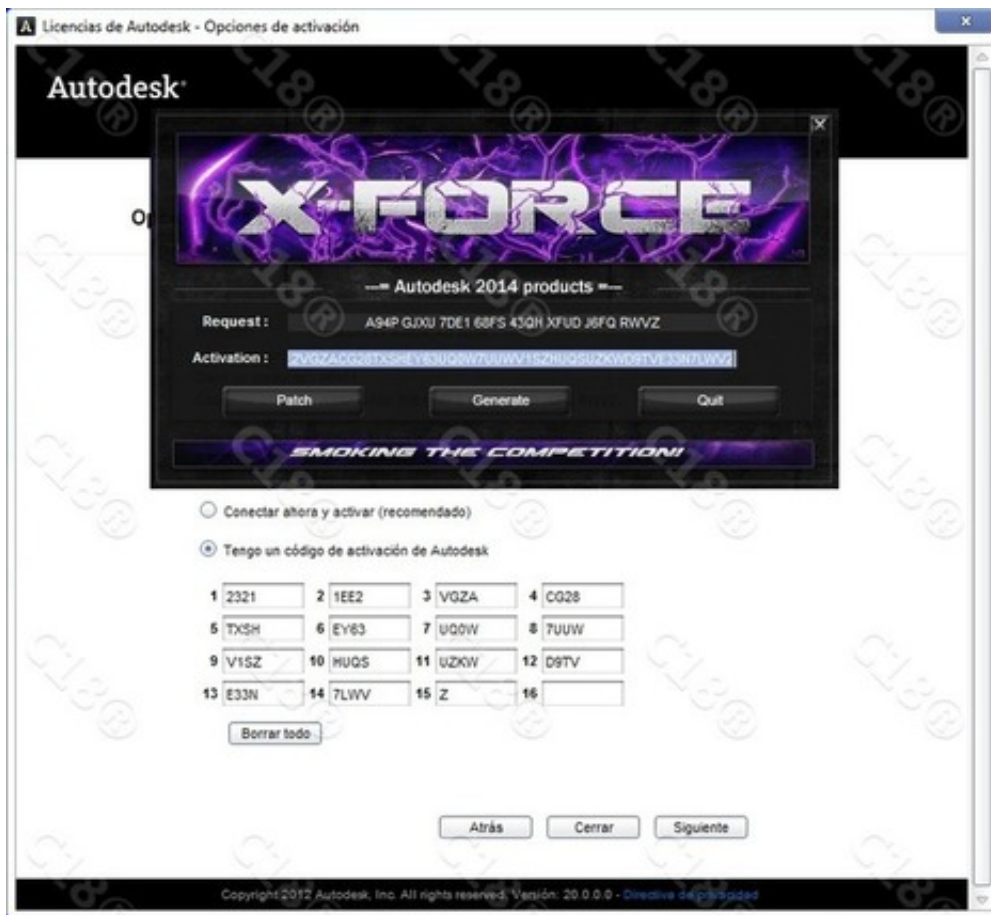 Licencias de Autodesk - Opciones de activación
Autodesk
Op
X-FORCE
---= Autodesk 2014 products =---
Request : A94P GJXU 7DE1 68FS 43QH XFUD J6FQ RWVZ
Activation :
Patch Generate Quit
SMOKING THE COMPETITION!
Conectar ahora y activar (recomendado)
Tengo un código de activación de Autodesk
1 2321 2 1EE2 3 VGZA 4 CG28
5 TXSH 6 EY63 7 UQ0W 8 7UUW
9 V1SZ 10 HUQS 11 UZKW 12 D9TV
13 E33N 14 7LWV 15 Z 16
Borrar todo
Atrás Cerrar Siguiente
Copyright 2012 Autodesk, Inc. All rights reserved. Versión: 20.0.0.0 - Directiva de privacidad
C18®